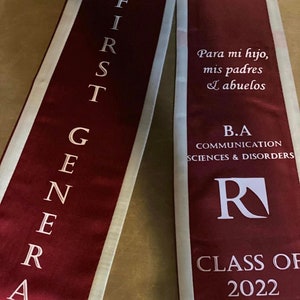 FIRST GENERA
Para mi hijo,
mis padres
& abuelos
B.A
COMMUNICATION
SCIENCES & DISORDERS
R
CLASS OF
2022